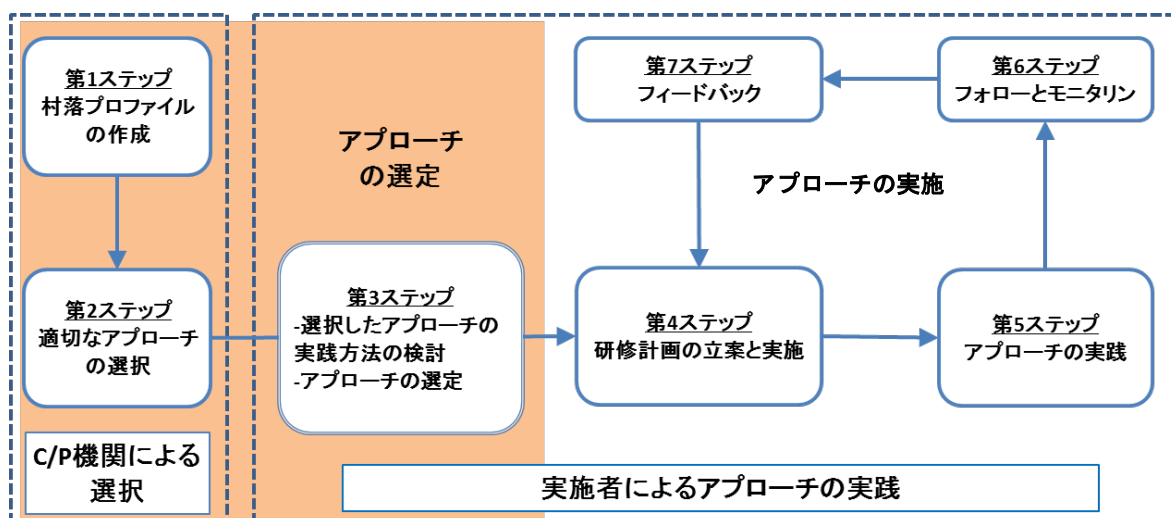 第1ステップ
村落プロファイル
の作成
第2ステップ
適切なアプローチ
の選択
C/P機関による
選択
アプローチ
の選定
第3ステップ
-選択したアプローチの
実践方法の検討
-アプローチの選定
第7ステップ
フィードバック
第6ステップ
フォローとモニタリン
アプローチの実施
第4ステップ
研修計画の立案と実施
第5ステップ
アプローチの実践
実施者によるアプローチの実践